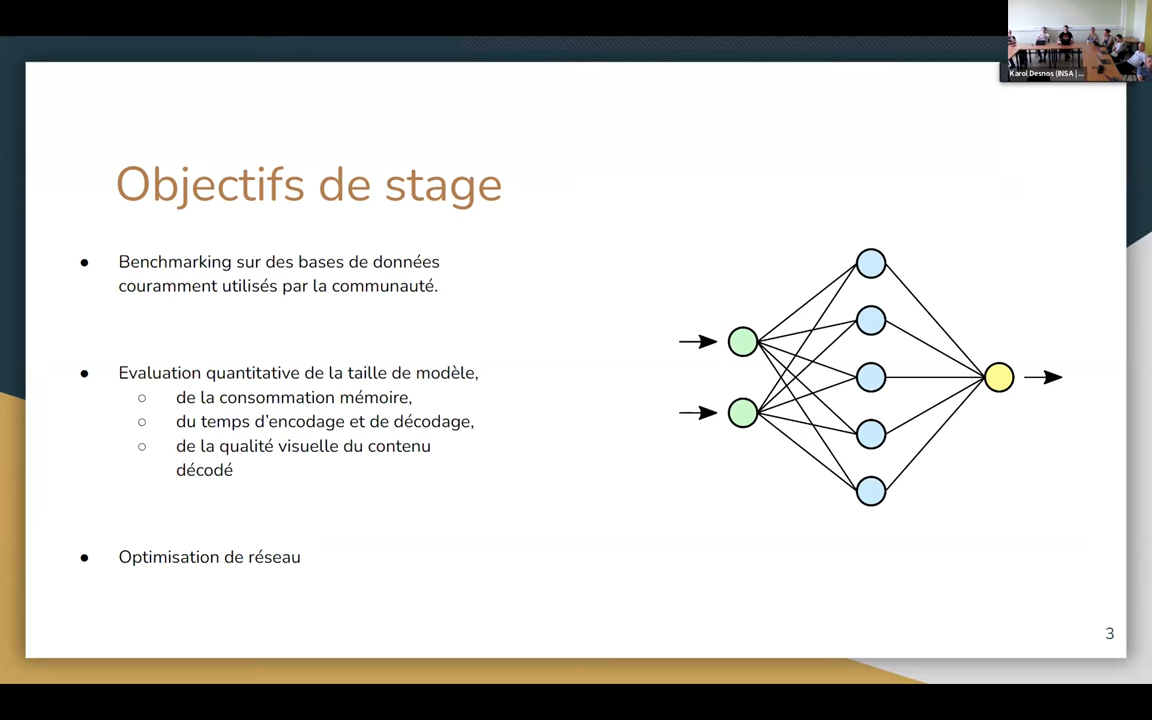 Karol Desnos (INSA | ...
Objectifs de stage
● Benchmarking sur des bases de données
couramment utilisés par la communauté.
● Evaluation quantitative de la taille de modèle,
○ de la consommation mémoire,
○ du temps d’encodage et de décodage,
○ de la qualité visuelle du contenu
décodé
● Optimisation de réseau
3